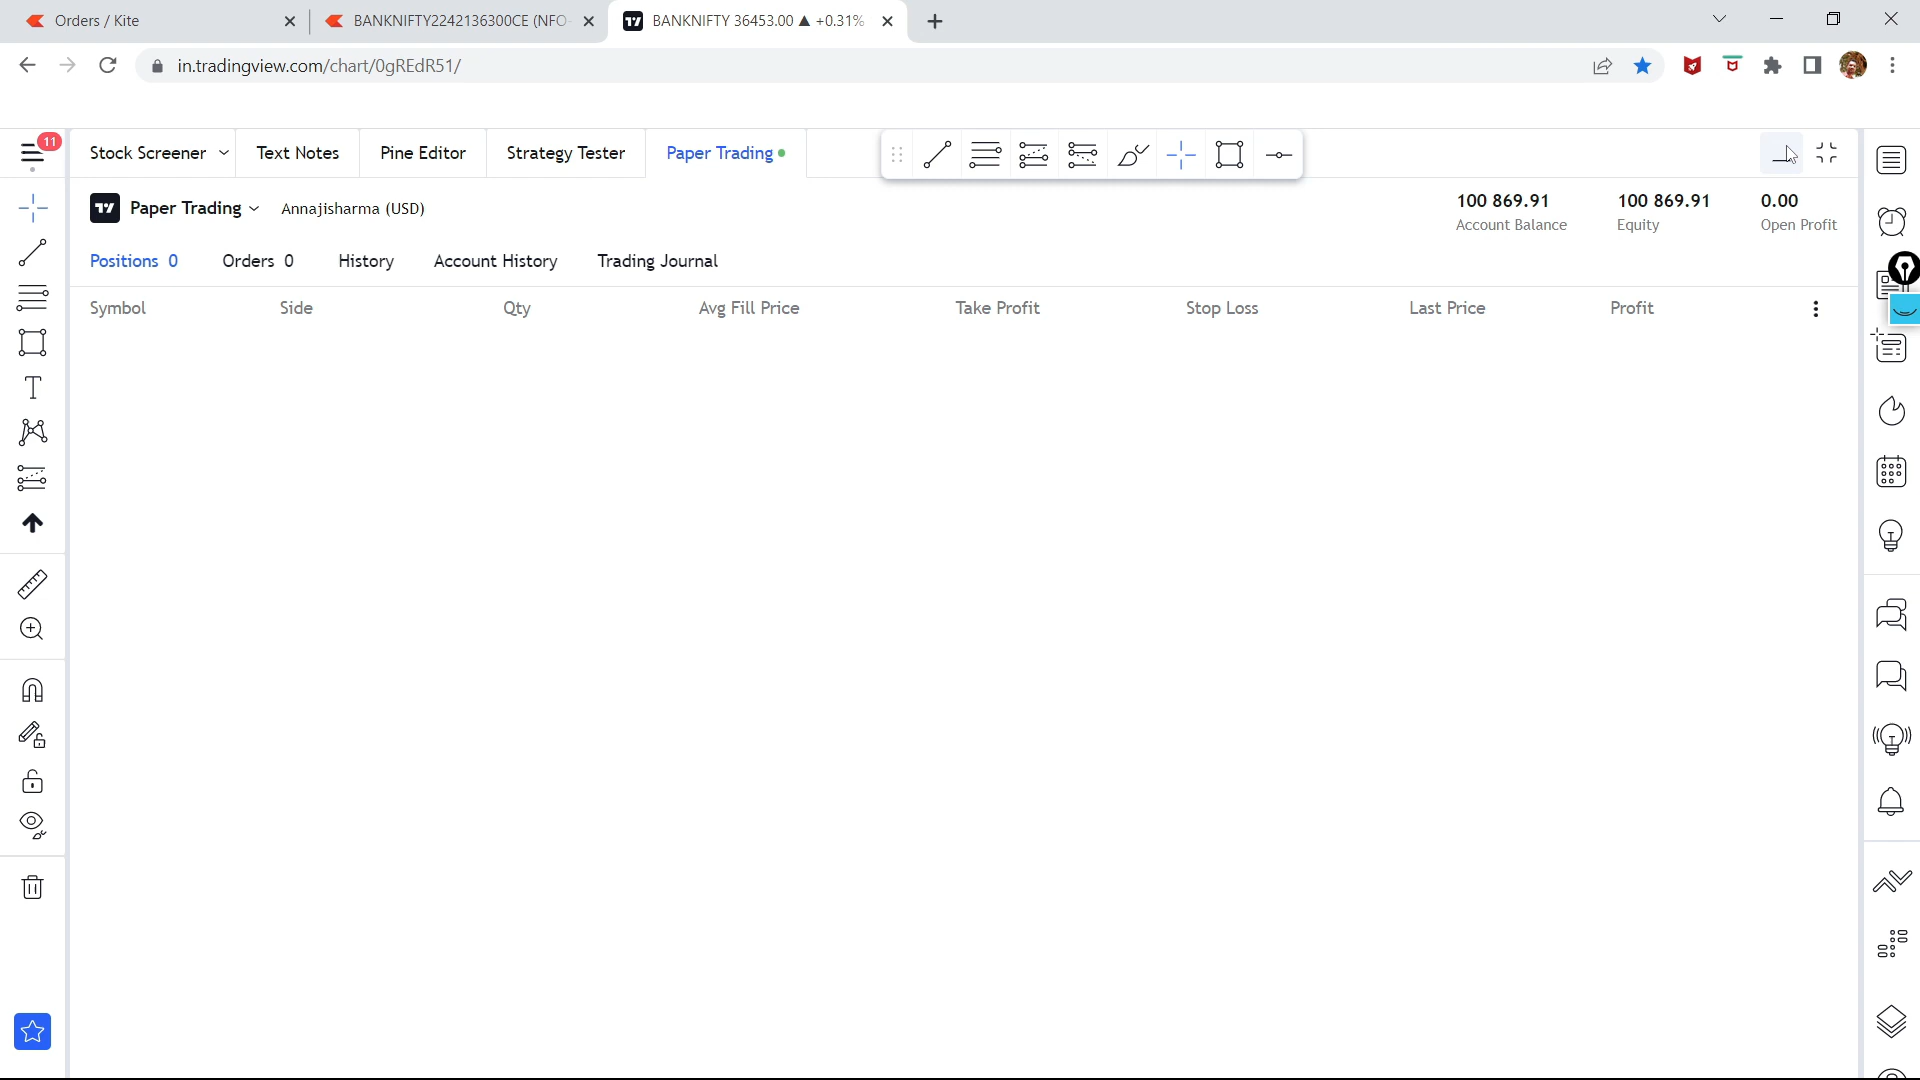 Orders / Kite
BANKNIFTY2242136300CE (NFO-
BANKNIFTY 36453.00 ▲ +0.31%
in.tradingview.com/chart/0gREdR51/
11
Stock Screener
Text Notes
Pine Editor
Strategy Tester
Paper Trading
Paper Trading
Annajisharma (USD)
100 869.91
Account Balance
100 869.91
Equity
0.00
Open Profit
Positions 0
Orders 0
History
Account History
Trading Journal
Symbol
Side
Qty
Avg Fill Price
Take Profit
Stop Loss
Last Price
Profit